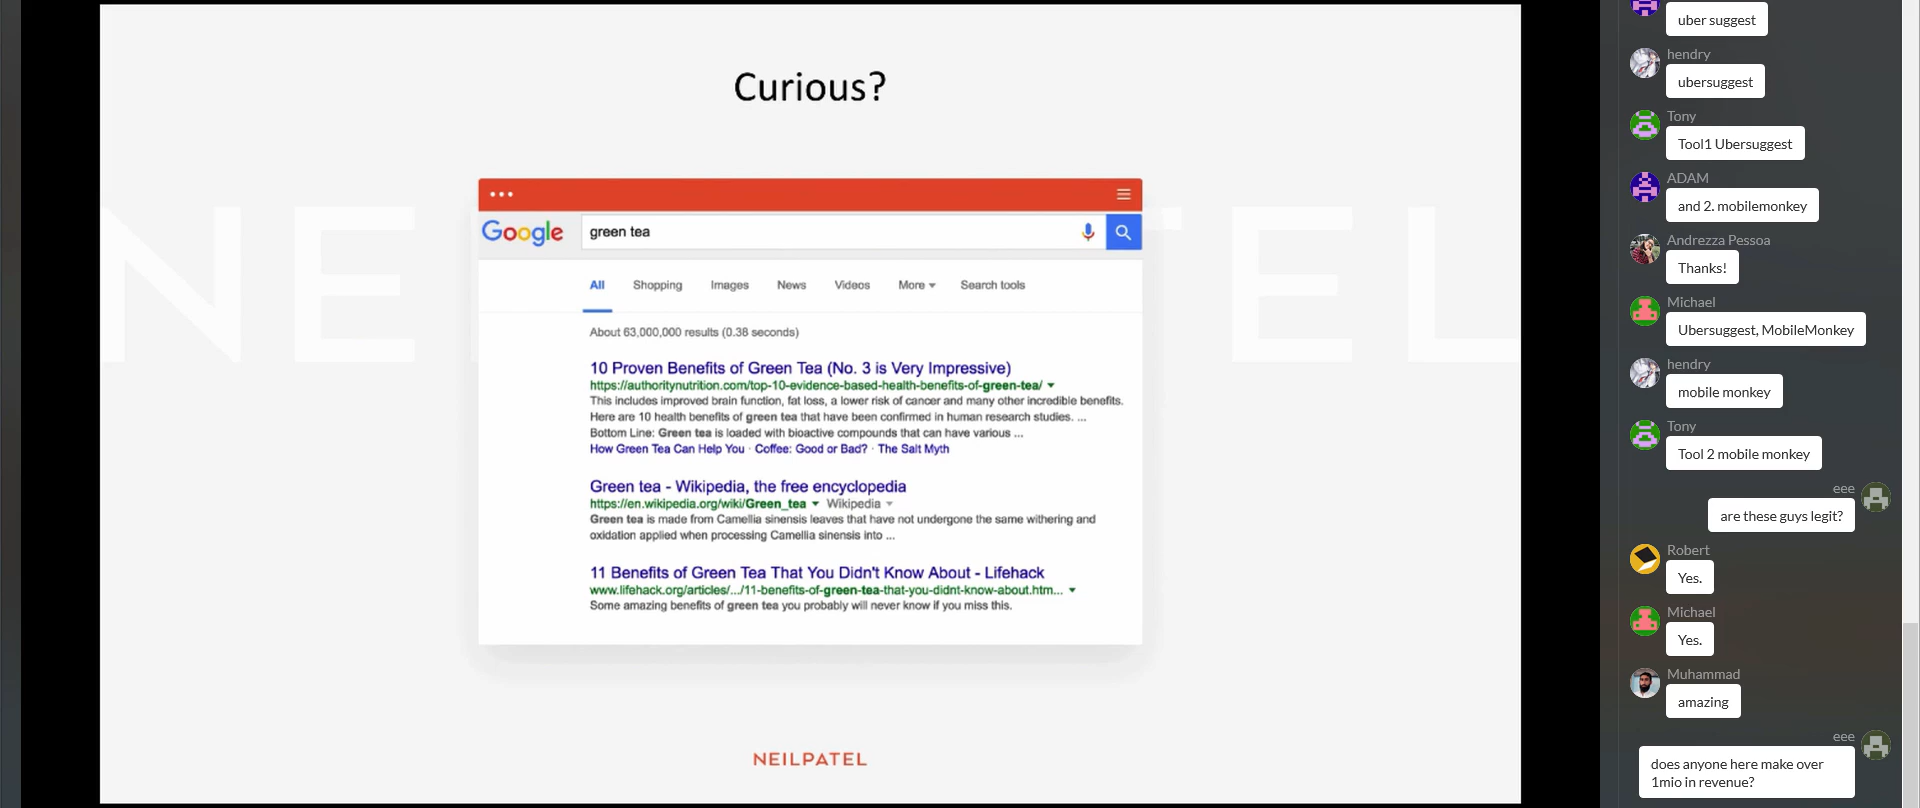 Curious?
NEILPATEL
Google
green tea
All
Shopping
Images
News
Videos
More
Search tools
About 63,000,000 results (0.38 seconds)
10 Proven Benefits of Green Tea (No. 3 is Very Impressive)
https://authoritynutrition.com/top-10-evidence-based-health-benefits-of-green-tea/
This includes improved brain function, fat loss, a lower risk of cancer and many other incredible benefits.
Here are 10 health benefits of green tea that have been confirmed in human research studies. ...
Bottom Line: Green tea is loaded with bioactive compounds that can have various ...
How Green Tea Can Help You · Coffee: Good or Bad? · The Salt Myth
Green tea - Wikipedia, the free encyclopedia
https://en.wikipedia.org/wiki/Green_tea Wikipedia
Green tea is made from Camellia sinensis leaves that have not undergone the same withering and
oxidation applied when processing Camellia sinensis into ...
11 Benefits of Green Tea That You Didn't Know About - Lifehack
www.lifehack.org/articles/.../11-benefits-of-green-tea-that-you-didnt-know-about.htm...
Some amazing benefits of green tea you probably will never know if you miss this.
NEILPATEL
uber suggest
hendry
ubersuggest
Tony
Tool1 Ubersuggest
ADAM
and 2. mobilemonkey
Andrezza Pessoa
Thanks!
Michael
Ubersuggest, MobileMonkey
hendry
mobile monkey
Tony
Tool 2 mobile monkey
eee
are these guys legit?
Robert
Yes.
Michael
Yes.
Muhammad
amazing
eee
does anyone here make over
1mio in revenue?